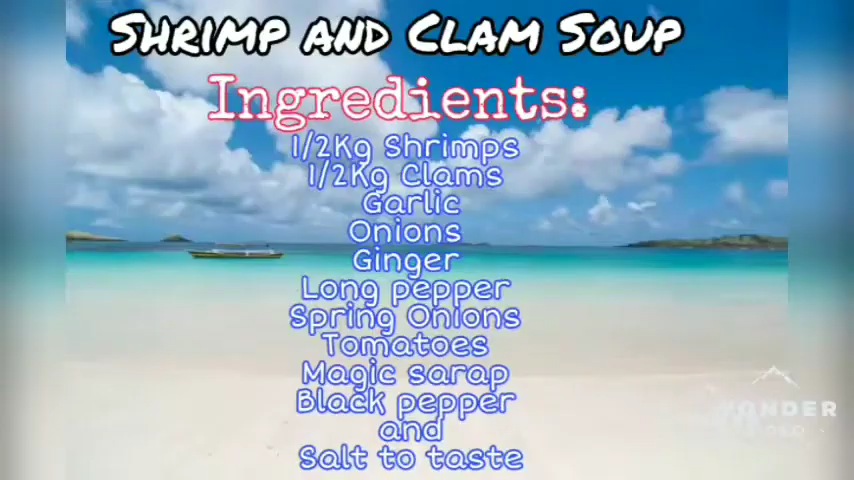 Shrimp and Clam Soup
Ingredients:
1/2Kg Shrimps
1/2Kg Clams
Garlic
Onions
Ginger
Long pepper
Spring Onions
Tomatoes
Magic sarap
Black pepper
and
Salt to taste